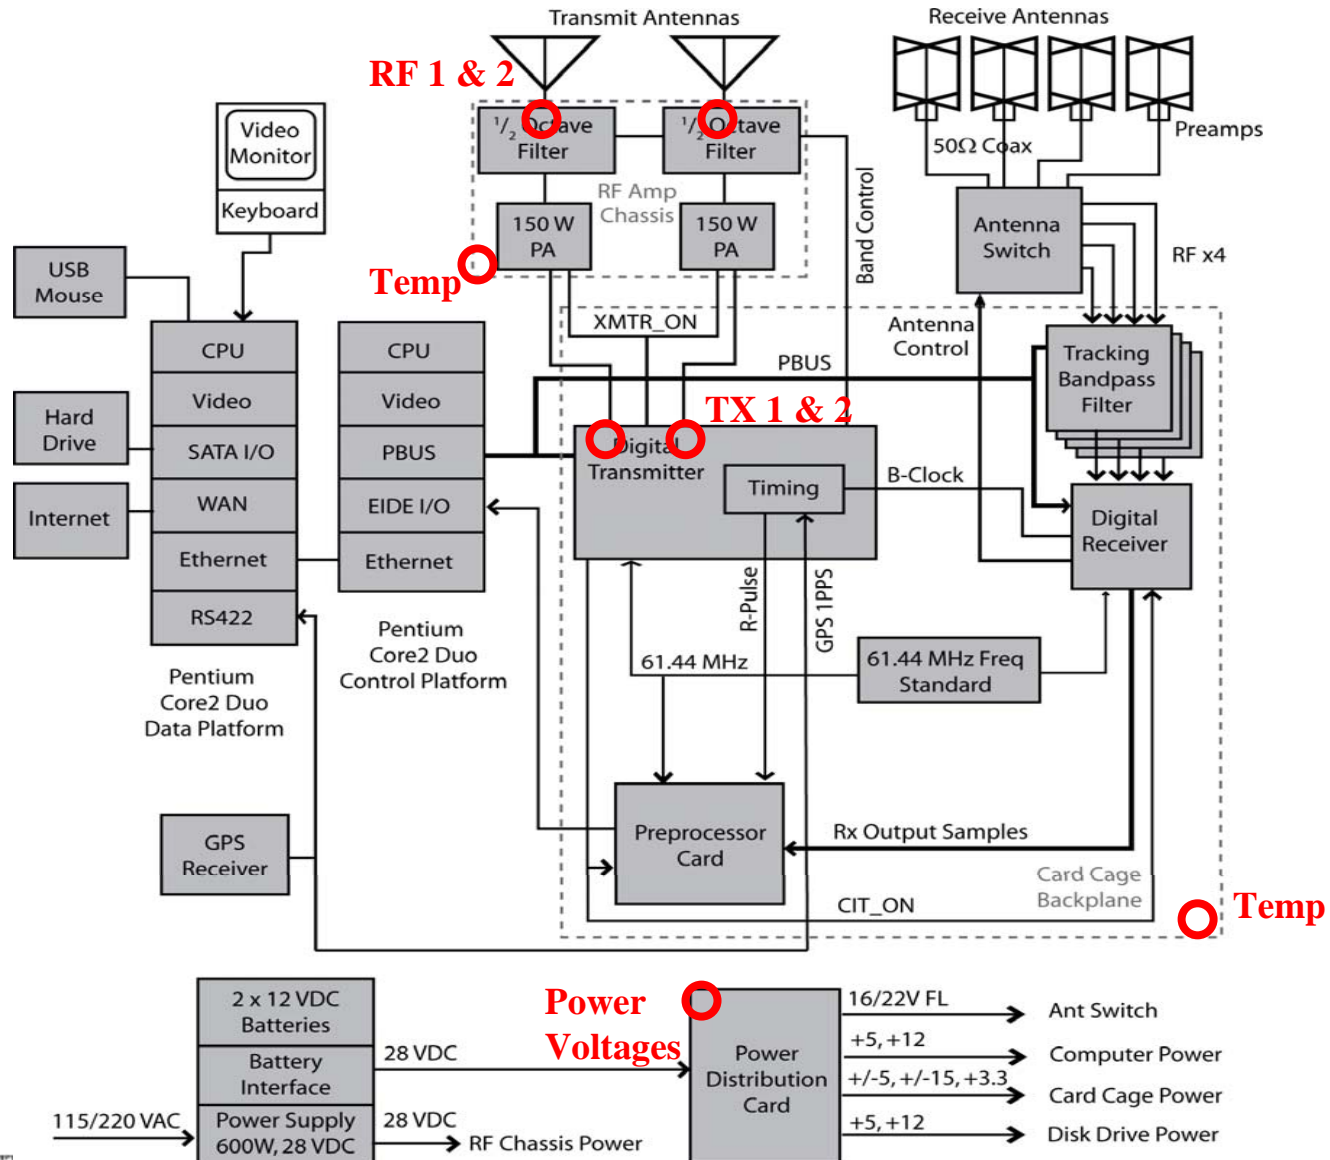 Transmit Antennas
Receive Antennas
RF 1 & 2
1/2 Octave
Filter
1/2 Octave
Filter
Preamps
50Ω Coax
Video
Monitor
Keyboard
RF Amp
Chassis
150 W
PA
150 W
PA
Band Control
Antenna
Switch
RF x4
USB
Mouse
Temp
XMTR_ON
Antenna
Control
PBUS
Tracking
Bandpass
Filter
CPU
Video
SATA I/O
WAN
Ethernet
RS422
CPU
Video
PBUS
EIDE I/O
Ethernet
Hard
Drive
Internet
TX 1 & 2
Digital
Transmitter
Timing
B-Clock
Digital
Receiver
R-Pulse
GPS 1PPS
Pentium
Core2 Duo
Control Platform
Pentium
Core2 Duo
Data Platform
61.44 MHz
61.44 MHz Freq
Standard
GPS
Receiver
Preprocessor
Card
Rx Output Samples
Card Cage
Backplane
CIT_ON
Temp
2 x 12 VDC
Batteries
Battery
Interface
Power Supply
600W, 28 VDC
115/220 VAC
28 VDC
28 VDC
RF Chassis Power
Power
Voltages
Power
Distribution
Card
16/22V FL
Ant Switch
+5, +12
Computer Power
+/-5, +/-15, +3.3
Card Cage Power
+5, +12
Disk Drive Power